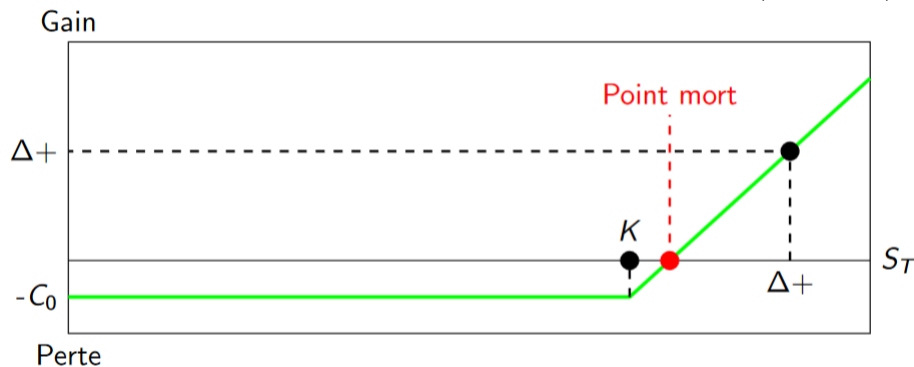 Gain
Point mort
Δ+
K
S_T
Δ+
-C_0
Perte